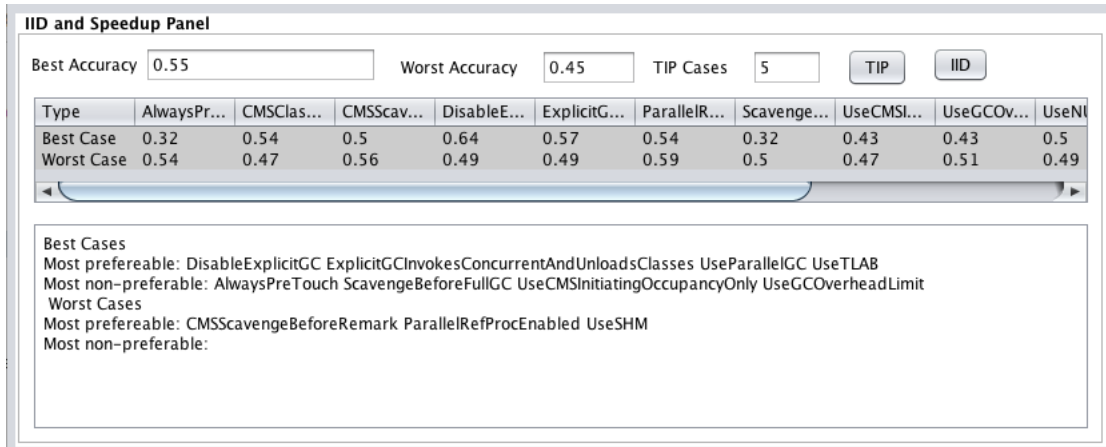 IID and Speedup Panel
Best Accuracy 0.55 Worst Accuracy 0.45 TIP Cases 5 TIP IID
Type AlwaysPr... CMSClas... CMSScav... DisableE... ExplicitG... ParallelR... Scavenge... UseCMSI... UseGCOv... UseNU
Best Case 0.32 0.54 0.5 0.64 0.57 0.54 0.32 0.43 0.43 0.5
Worst Case 0.54 0.47 0.56 0.49 0.49 0.59 0.5 0.47 0.51 0.49
Best Cases
Most prefereable: DisableExplicitGC ExplicitGCInvokesConcurrentAndUnloadsClasses UseParallelGC UseTLAB
Most non-preferable: AlwaysPreTouch ScavengeBeforeFullGC UseCMSInitiatingOccupancyOnly UseGCOverheadLimit
Worst Cases
Most prefereable: CMSScavengeBeforeRemark ParallelRefProcEnabled UseSHM
Most non-preferable: